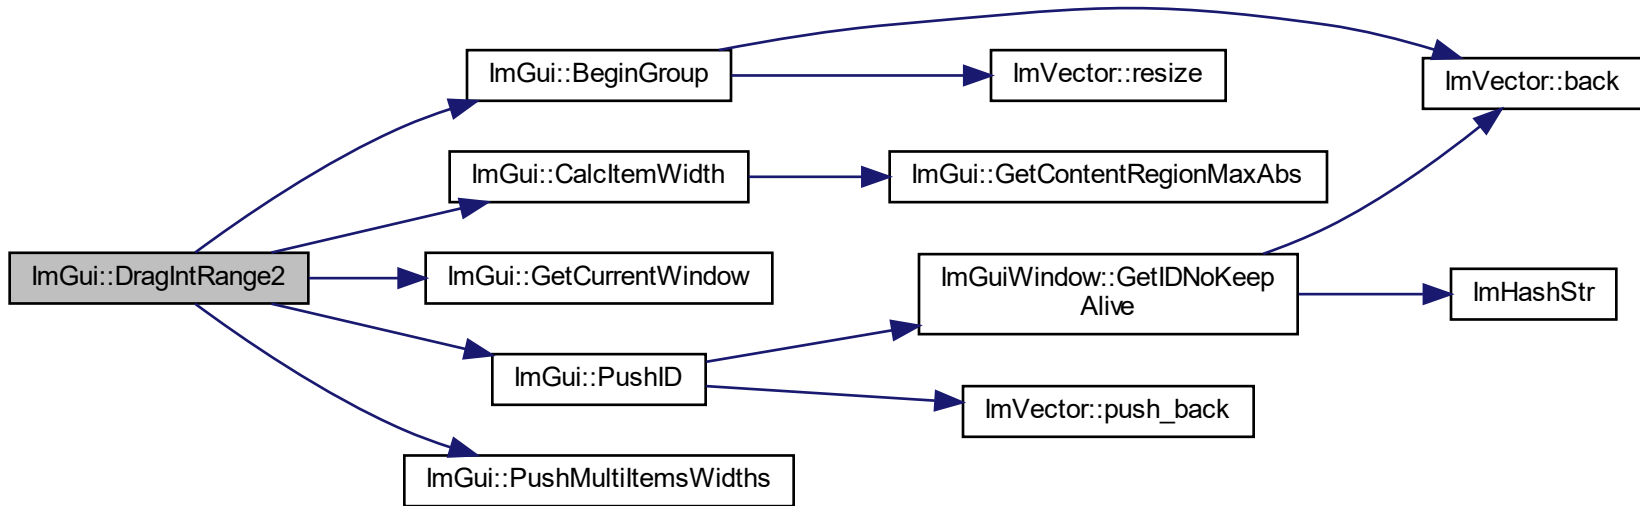 ImGui::BeginGroup
ImVector::resize
ImVector::back
ImGui::CalcItemWidth
ImGui::GetContentRegionMaxAbs
ImGui::DragIntRange2
ImGui::GetCurrentWindow
ImGuiWindow::GetIDNoKeep
Alive
ImHashStr
ImGui::PushID
ImVector::push_back
ImGui::PushMultiItemsWidths